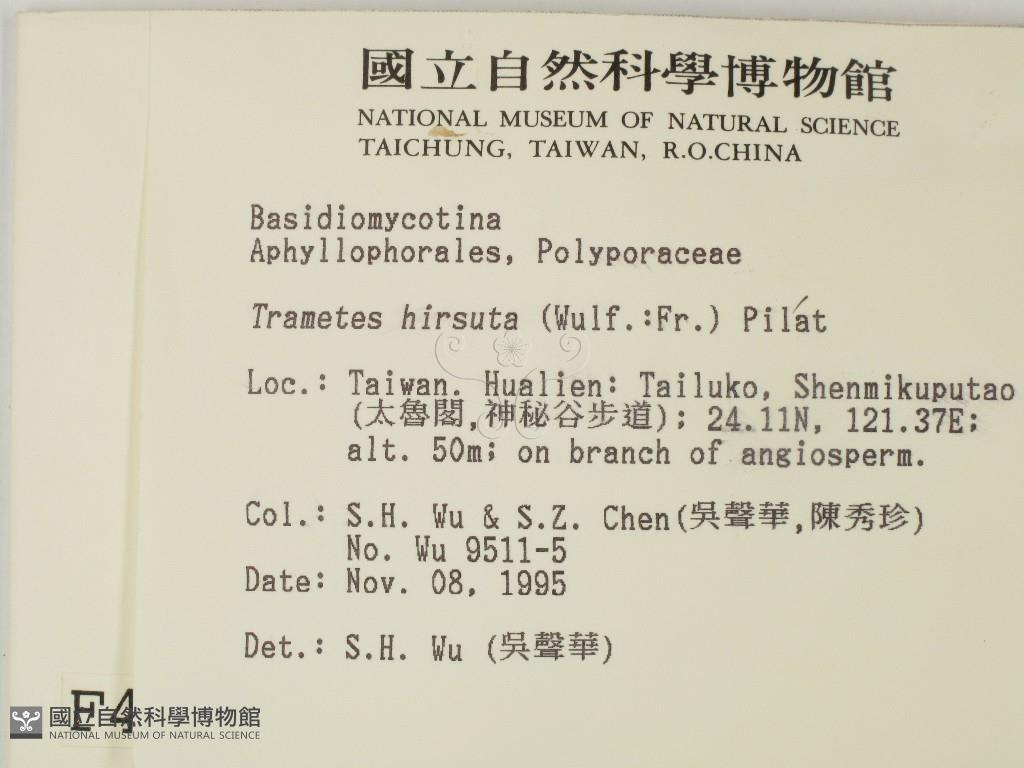 國立自然科學博物館
NATIONAL MUSEUM OF NATURAL SCIENCE
TAICHUNG, TAIWAN, R.O.CHINA
Basidiomycotina
Aphyllophorales, Polyporaceae
Trametes hirsuta (Wulf.:Fr.) Pilát
Loc.: Taiwan. Hualien: Tailuko, Shenmikuputao
(太魯閣,神秘谷步道); 24.11N, 121.37E;
alt. 50m; on branch of angiosperm.
Col.: S.H. Wu & S.Z. Chen(吳聲華,陳秀珍)
No. Wu 9511-5
Date: Nov. 08, 1995
Det.: S.H. Wu (吳聲華)
F4
國立自然科學博物館
NATIONAL MUSEUM OF NATURAL SCIENCE